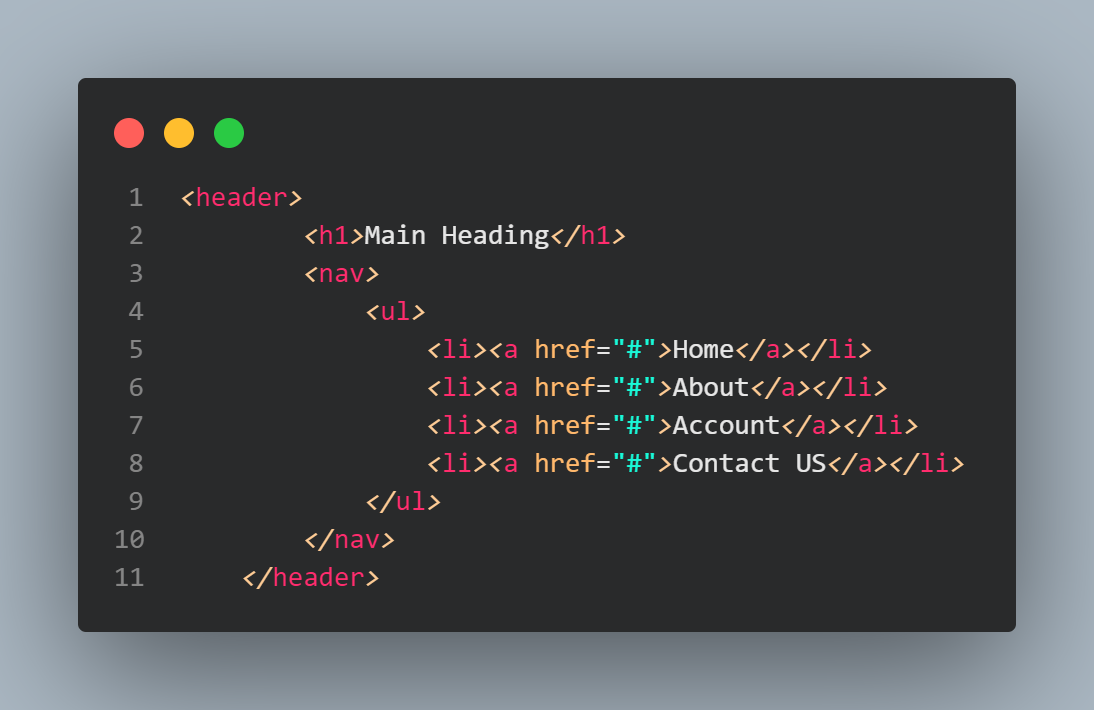 1 <header>
2         <h1>Main Heading</h1>
3         <nav>
4             <ul>
5                 <li><a href="#">Home</a></li>
6                 <li><a href="#">About</a></li>
7                 <li><a href="#">Account</a></li>
8                 <li><a href="#">Contact US</a></li>
9             </ul>
10         </nav>
11     </header>